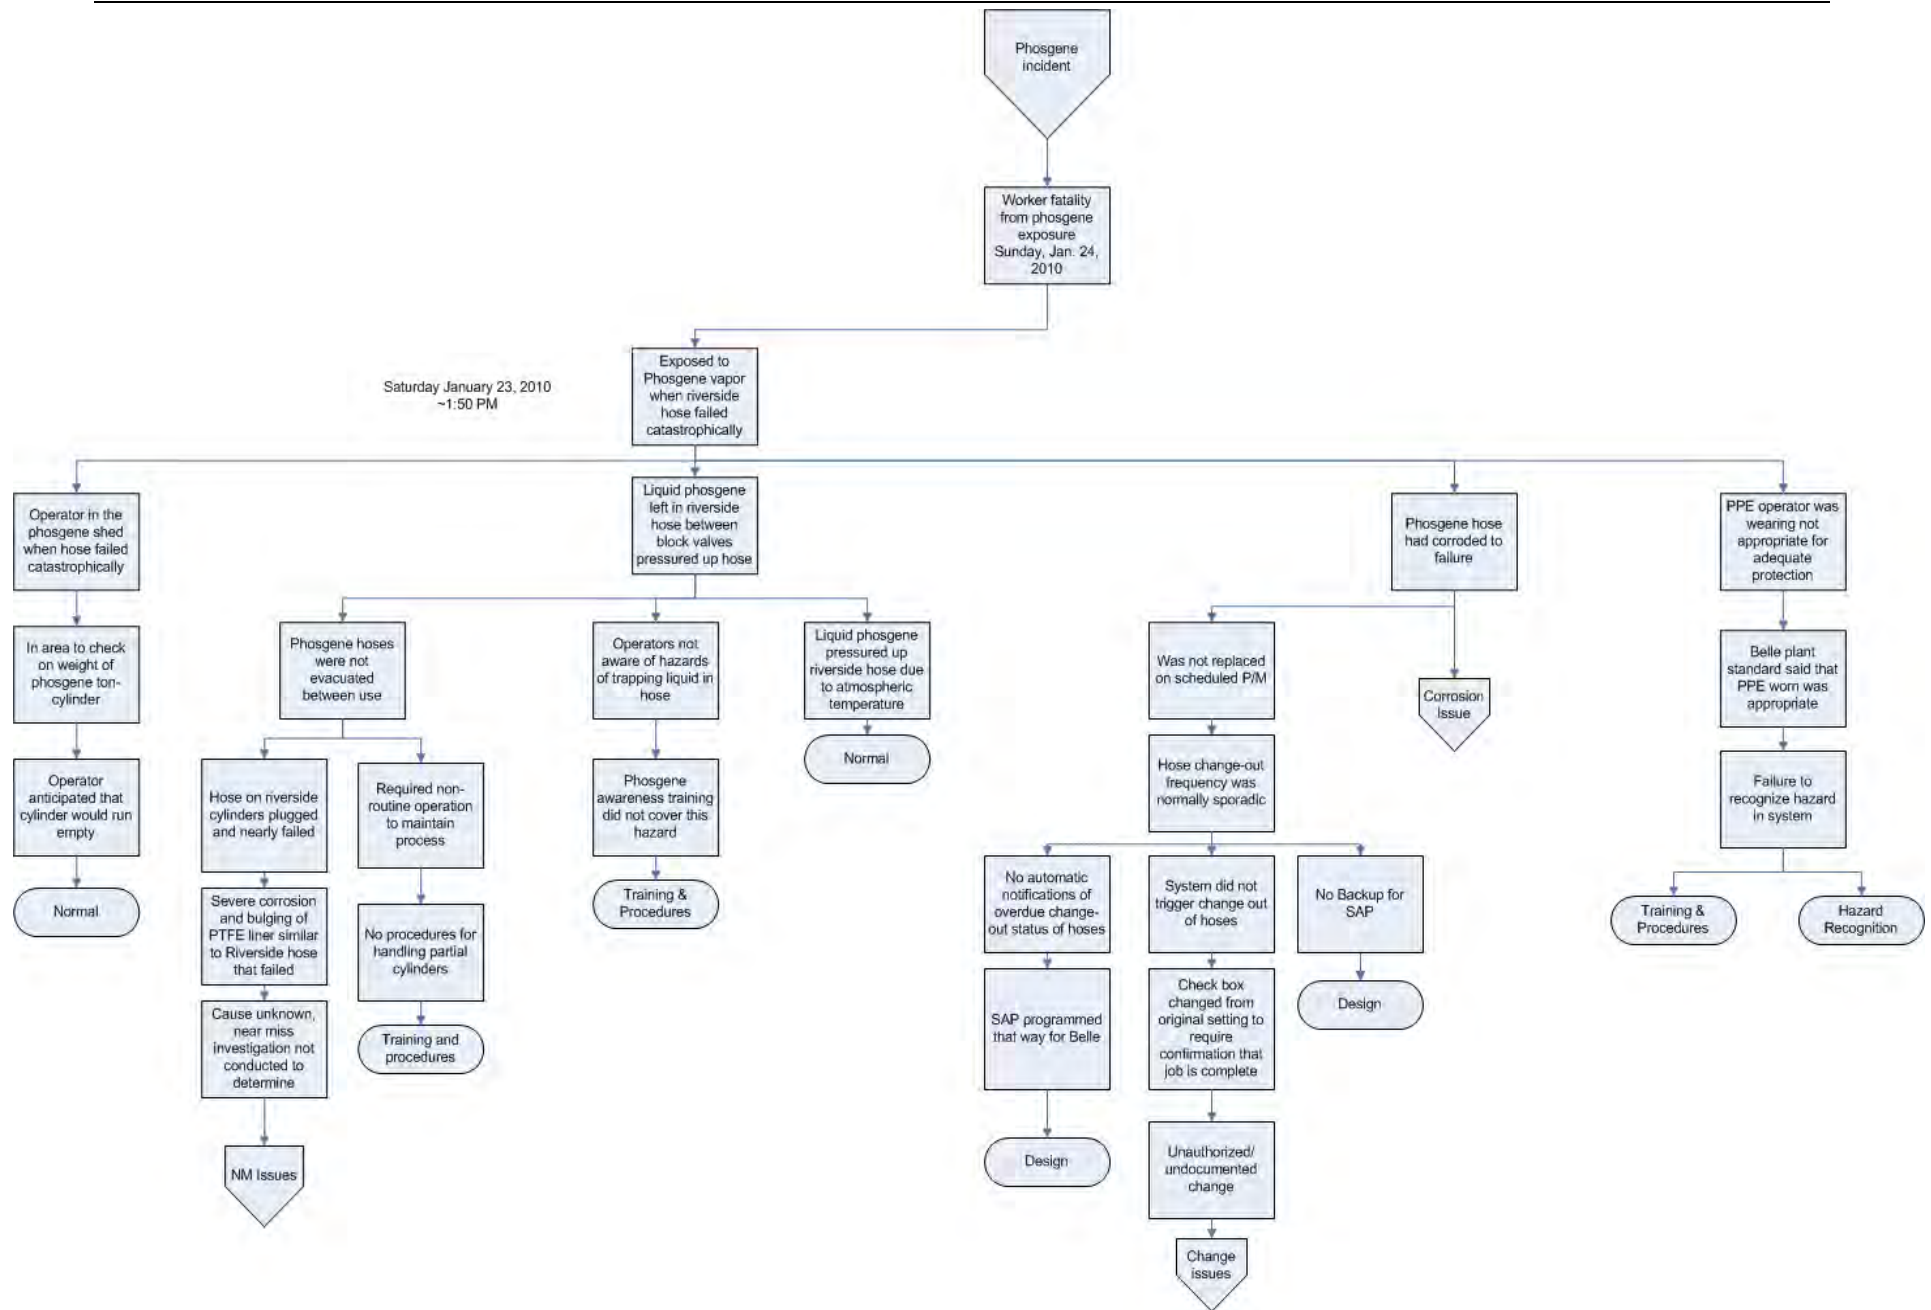 Phosgene
incident
Worker fatality
from phosgene
exposure
Sunday, Jan. 24,
2010
Saturday January 23, 2010
~1:50 PM
Exposed to
Phosgene vapor
when riverside
hose failed
catastrophically
Operator in the
phosgene shed
when hose failed
catastrophically
In area to check
on weight of
phosgene ton-
cylinder
Operator
anticipated that
cylinder would run
empty
Normal
Liquid phosgene
left in riverside
hose between
block valves
pressured up hose
Phosgene hoses
were not
evacuated
between use
Hose on riverside
cylinders plugged
and nearly failed
Severe corrosion
and bulging of
PTFE liner similar
to Riverside hose
that failed
Cause unknown,
near miss
investigation not
conducted to
determine
NM Issues
Required non-
routine operation
to maintain
process
No procedures for
handling partial
cylinders
Training and
procedures
Operators not
aware of hazards
of trapping liquid in
hose
Phosgene
awareness training
did not cover this
hazard
Training &
Procedures
Liquid phosgene
pressured up
riverside hose due
to atmospheric
temperature
Normal
Phosgene hose
had corroded to
failure
Was not replaced
on scheduled P/M
Hose change-out
frequency was
normally sporadic
No automatic
notifications of
overdue change-
out status of hoses
SAP programmed
that way for Belle
Design
System did not
trigger change out
of hoses
Check box
changed from
original setting to
require
confirmation that
job is complete
Unauthorized/
undocumented
change
Change
issues
No Backup for
SAP
Design
Corrosion
Issue
PPE operator was
wearing not
appropriate for
adequate
protection
Belle plant
standard said that
PPE worn was
appropriate
Failure to
recognize hazard
in system
Training &
Procedures
Hazard
Recognition